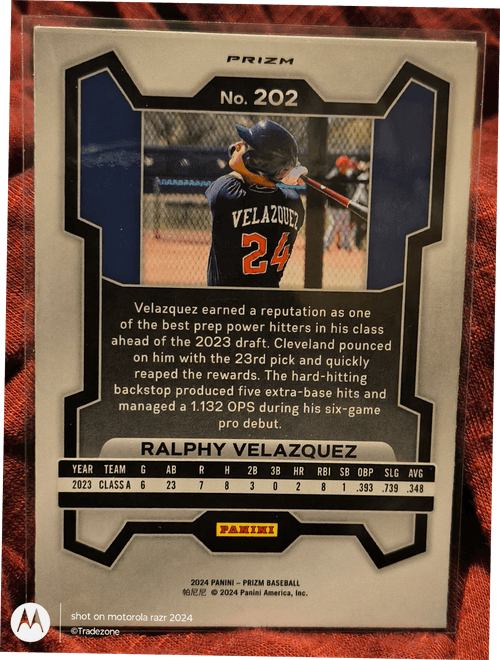 PRIZM
No. 202
VELAZQUEZ
24
Velazquez earned a reputation as one
of the best prep power hitters in his class
ahead of the 2023 draft. Cleveland pounced
on him with the 23rd pick and quickly
reaped the rewards. The hard-hitting
backstop produced five extra-base hits and
managed a 1.132 OPS during his six-game
pro debut.
RALPHY VELAZQUEZ
YEAR TEAM G AB R H 2B 3B HR RBI SB OBP SLG AVG
2023 CLASS A 6 23 7 8 3 0 2 8 1 .393 .739 .348
PANINI
2024 PANINI – PRIZM BASEBALL
帕尼尼 © 2024 Panini America, Inc.
shot on motorola razr 2024
©Tradezone